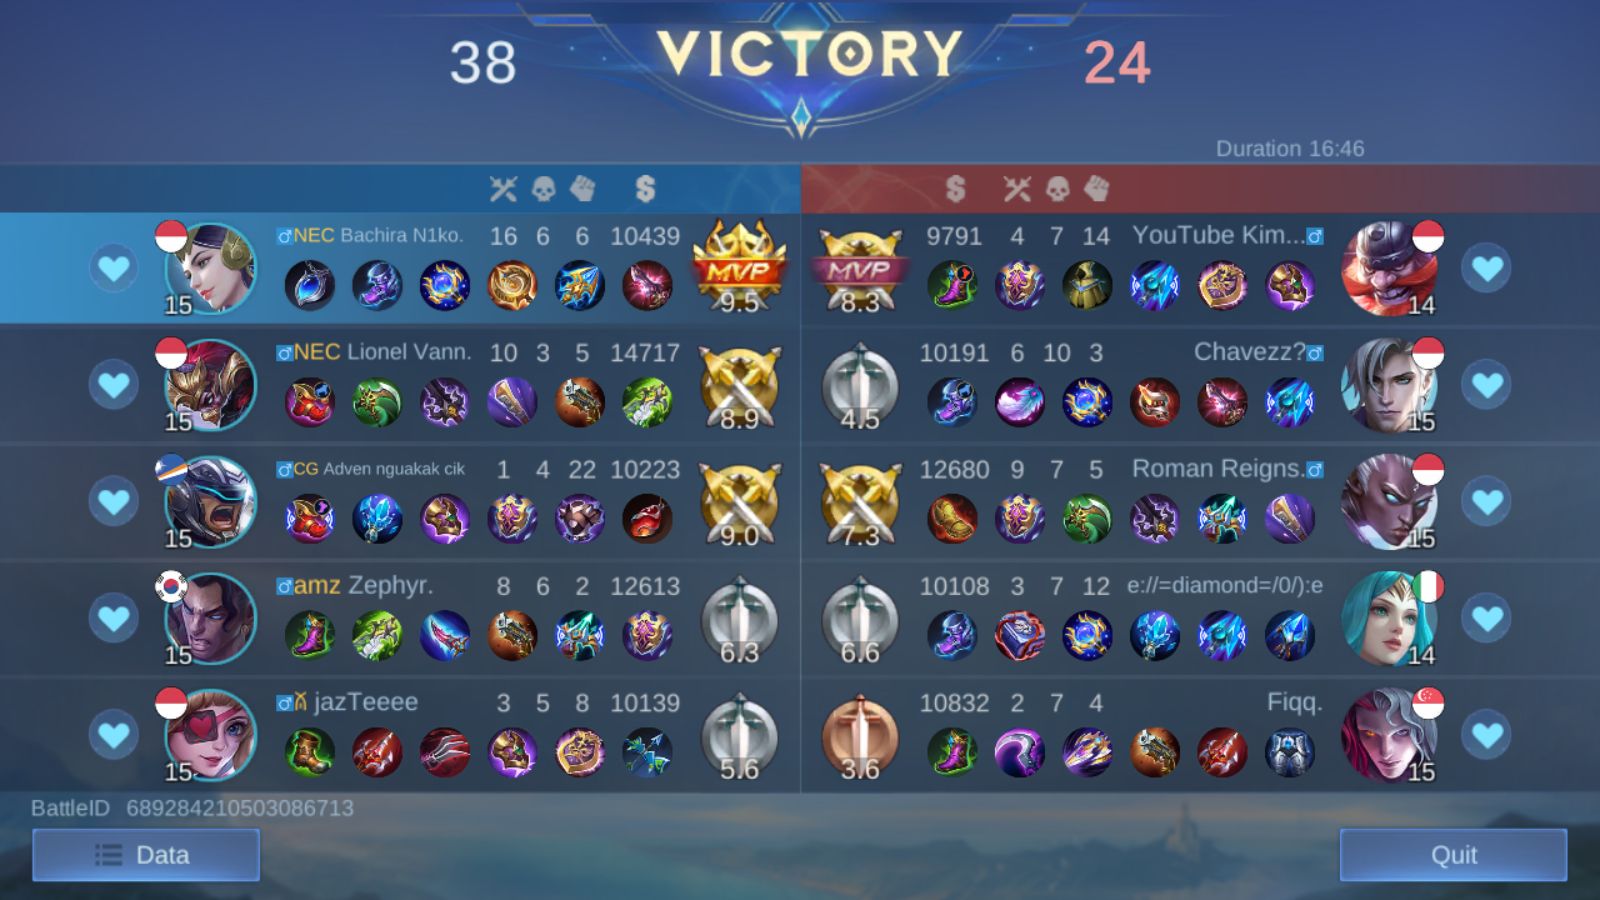 38 VICTORY 24
Duration 16:46
NEC Bachira N1ko. 16 6 6 10439 MVP 9.5 15
MVP 8.3 9791 4 7 14 YouTube Kim... 14
NEC Lionel Vann. 10 3 5 14717 8.9 15
4.5 10191 6 10 3 Chavezz? 15
CG Adven nguakak cik 1 4 22 10223 9.0 15
7.3 12680 9 7 5 Roman Reigns. 15
amz Zephyr. 8 6 2 12613 6.3 15
6.6 10108 3 7 12 e://=diamond=/0/):e 14
jazTeeee 3 5 8 10139 5.6 15
3.6 10832 2 7 4 Fiqq. 15
BattleID 689284210503086713
Data
Quit